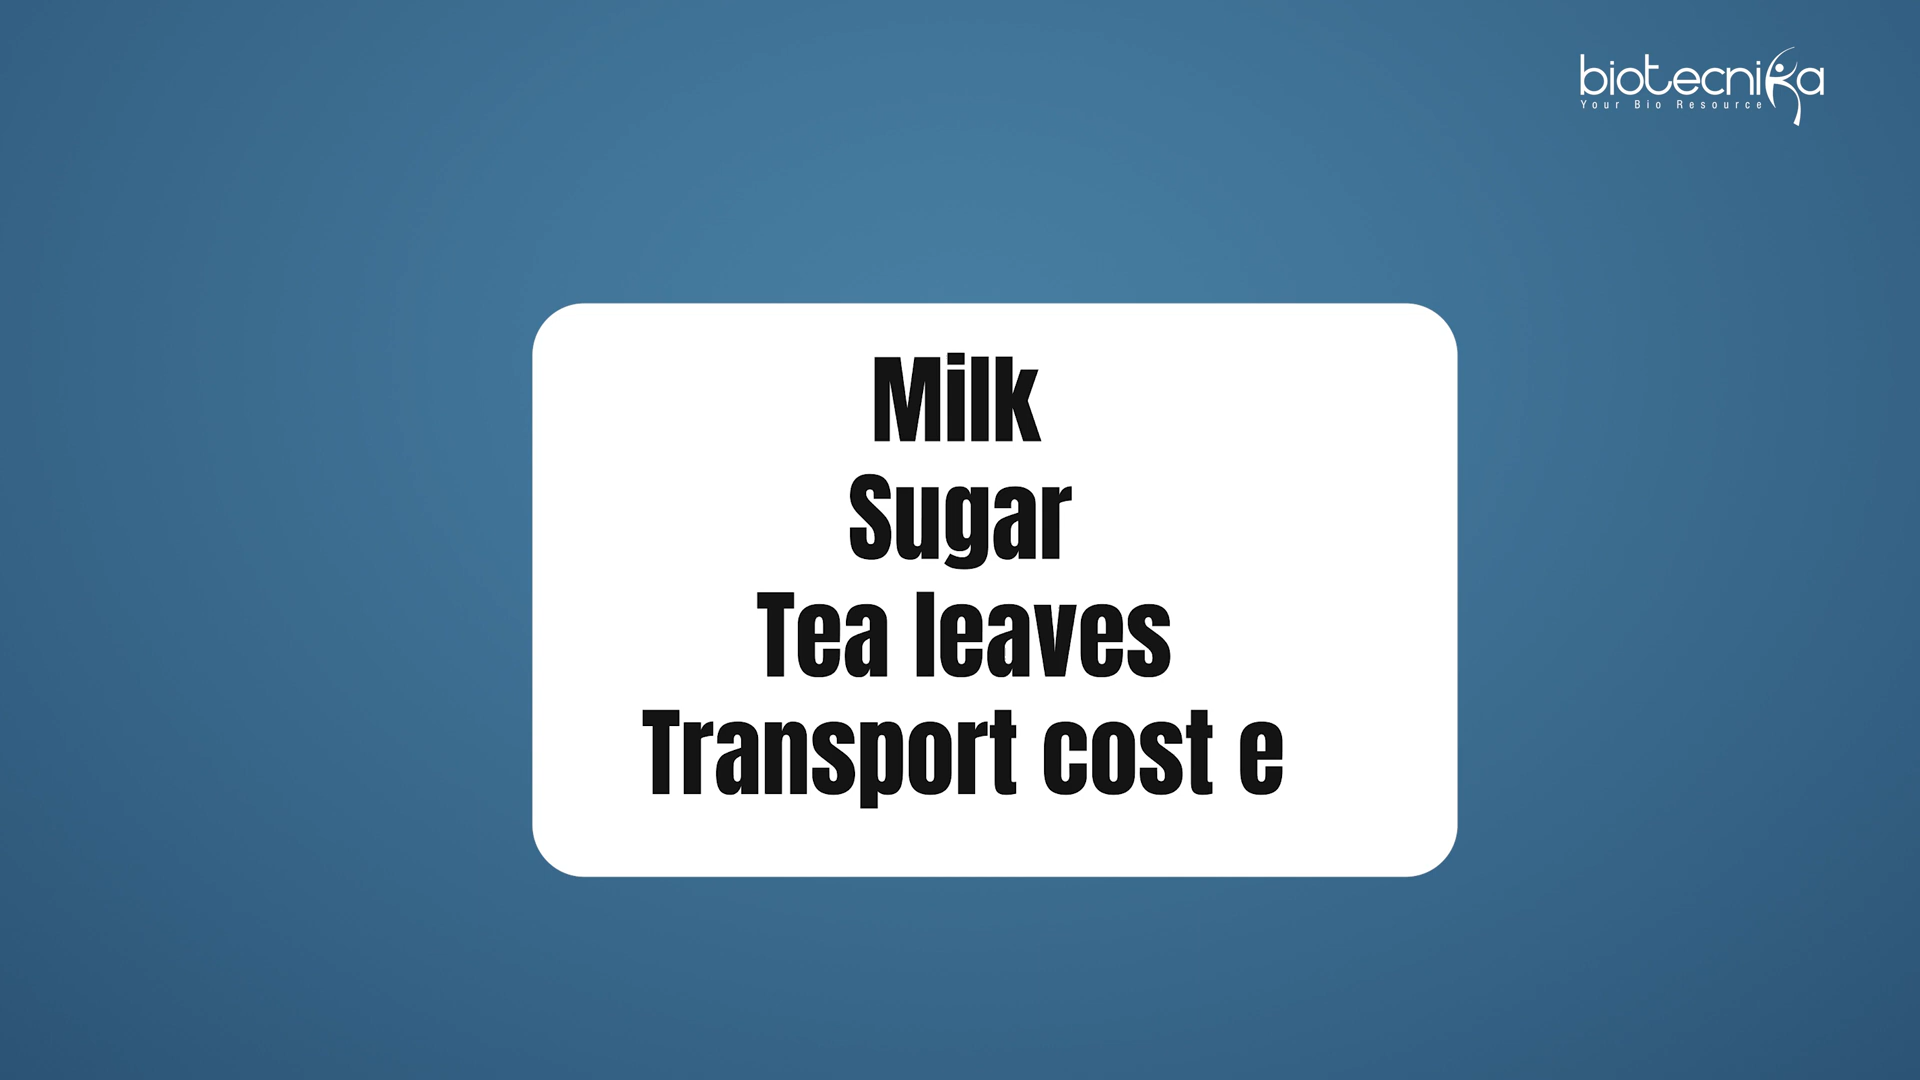 biotecnika
Your Bio Resource
Milk
Sugar
Tea leaves
Transport cost e